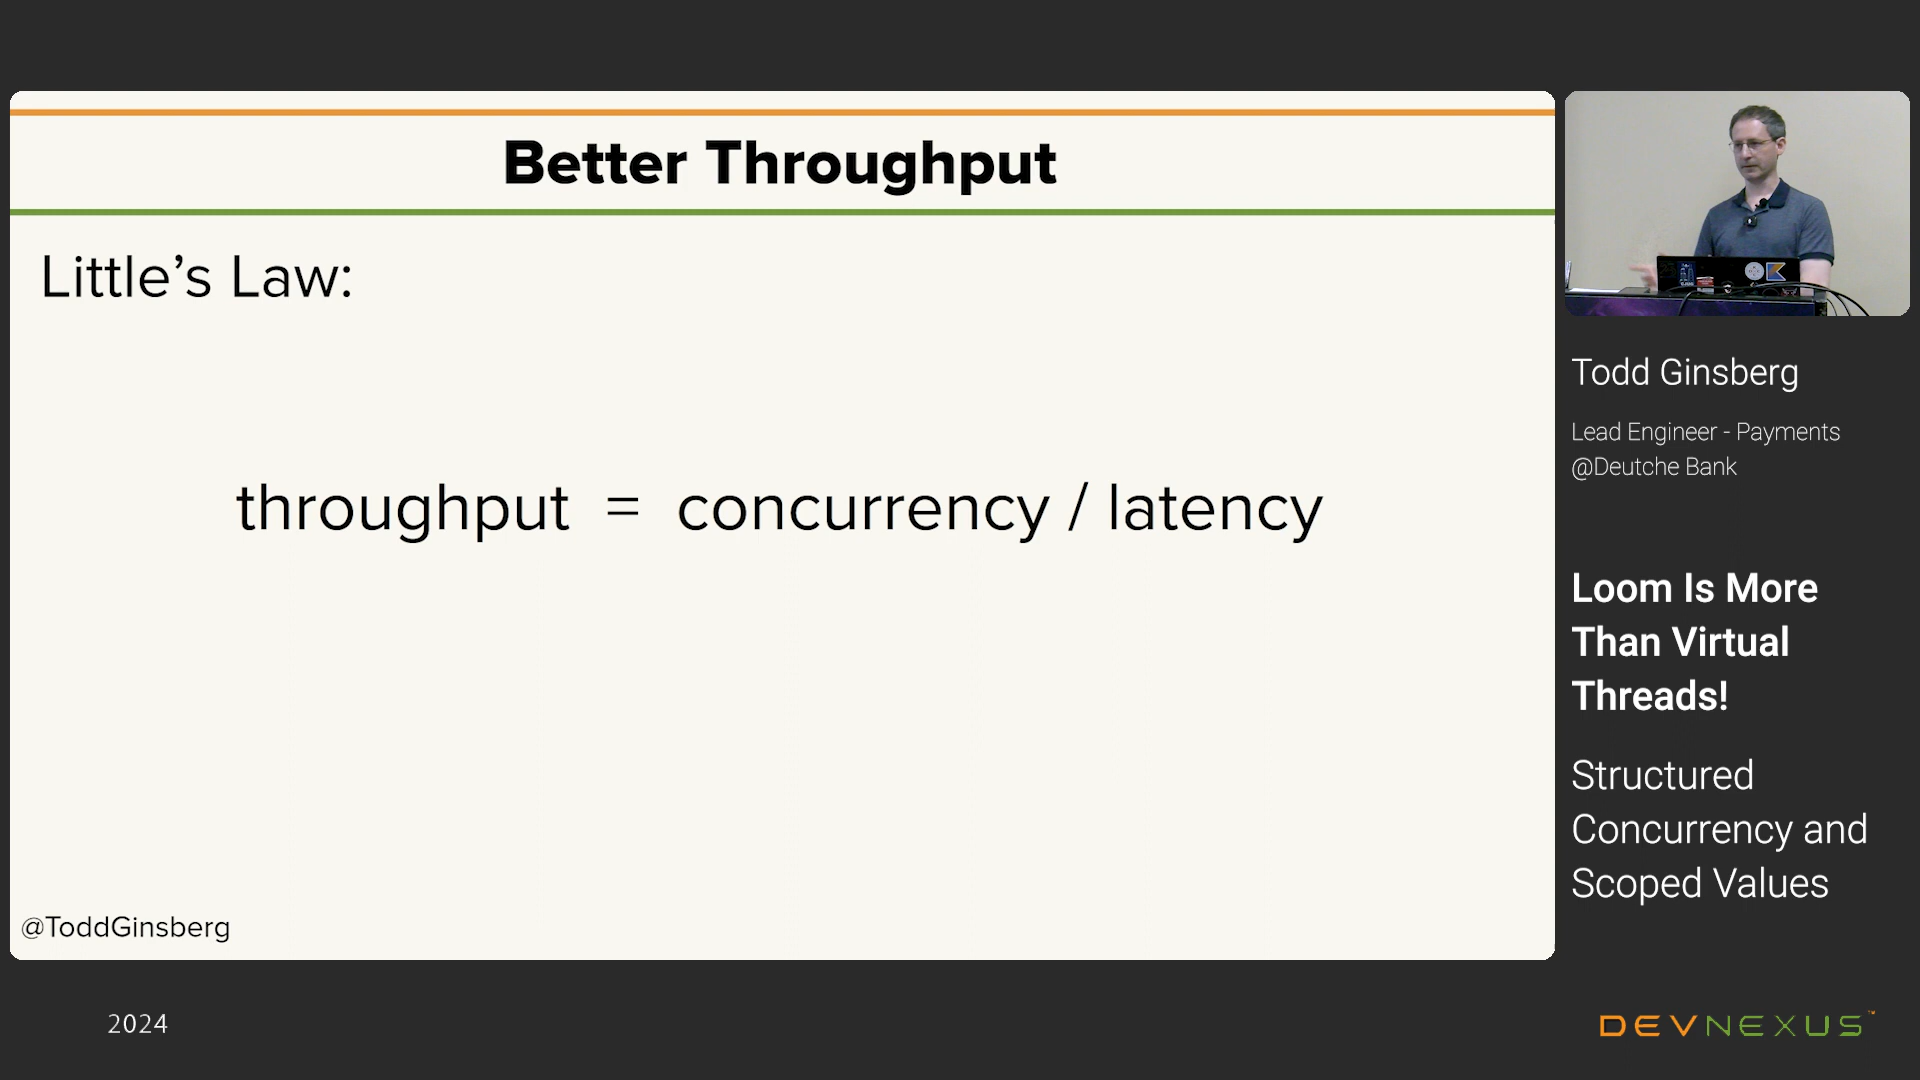 Better Throughput
Little's Law:
throughput = concurrency / latency
@ToddGinsberg
Todd Ginsberg
Lead Engineer - Payments
@Deutche Bank
Loom Is More
Than Virtual
Threads!
Structured
Concurrency and
Scoped Values
2024
DEVNEXUS™